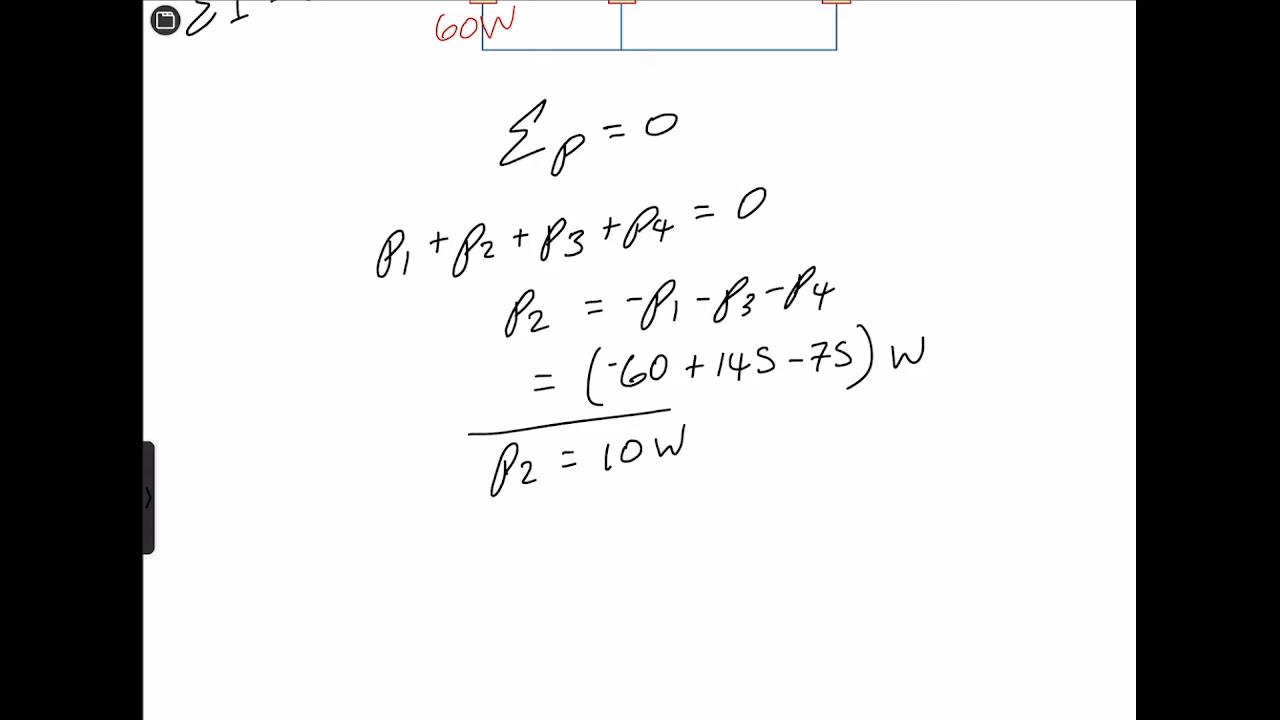 60W
Σp = 0
P1 + P2 + P3 + P4 = 0
P2 = -P1 - P3 - P4
= (-60 + 145 - 75) W
P2 = 10W